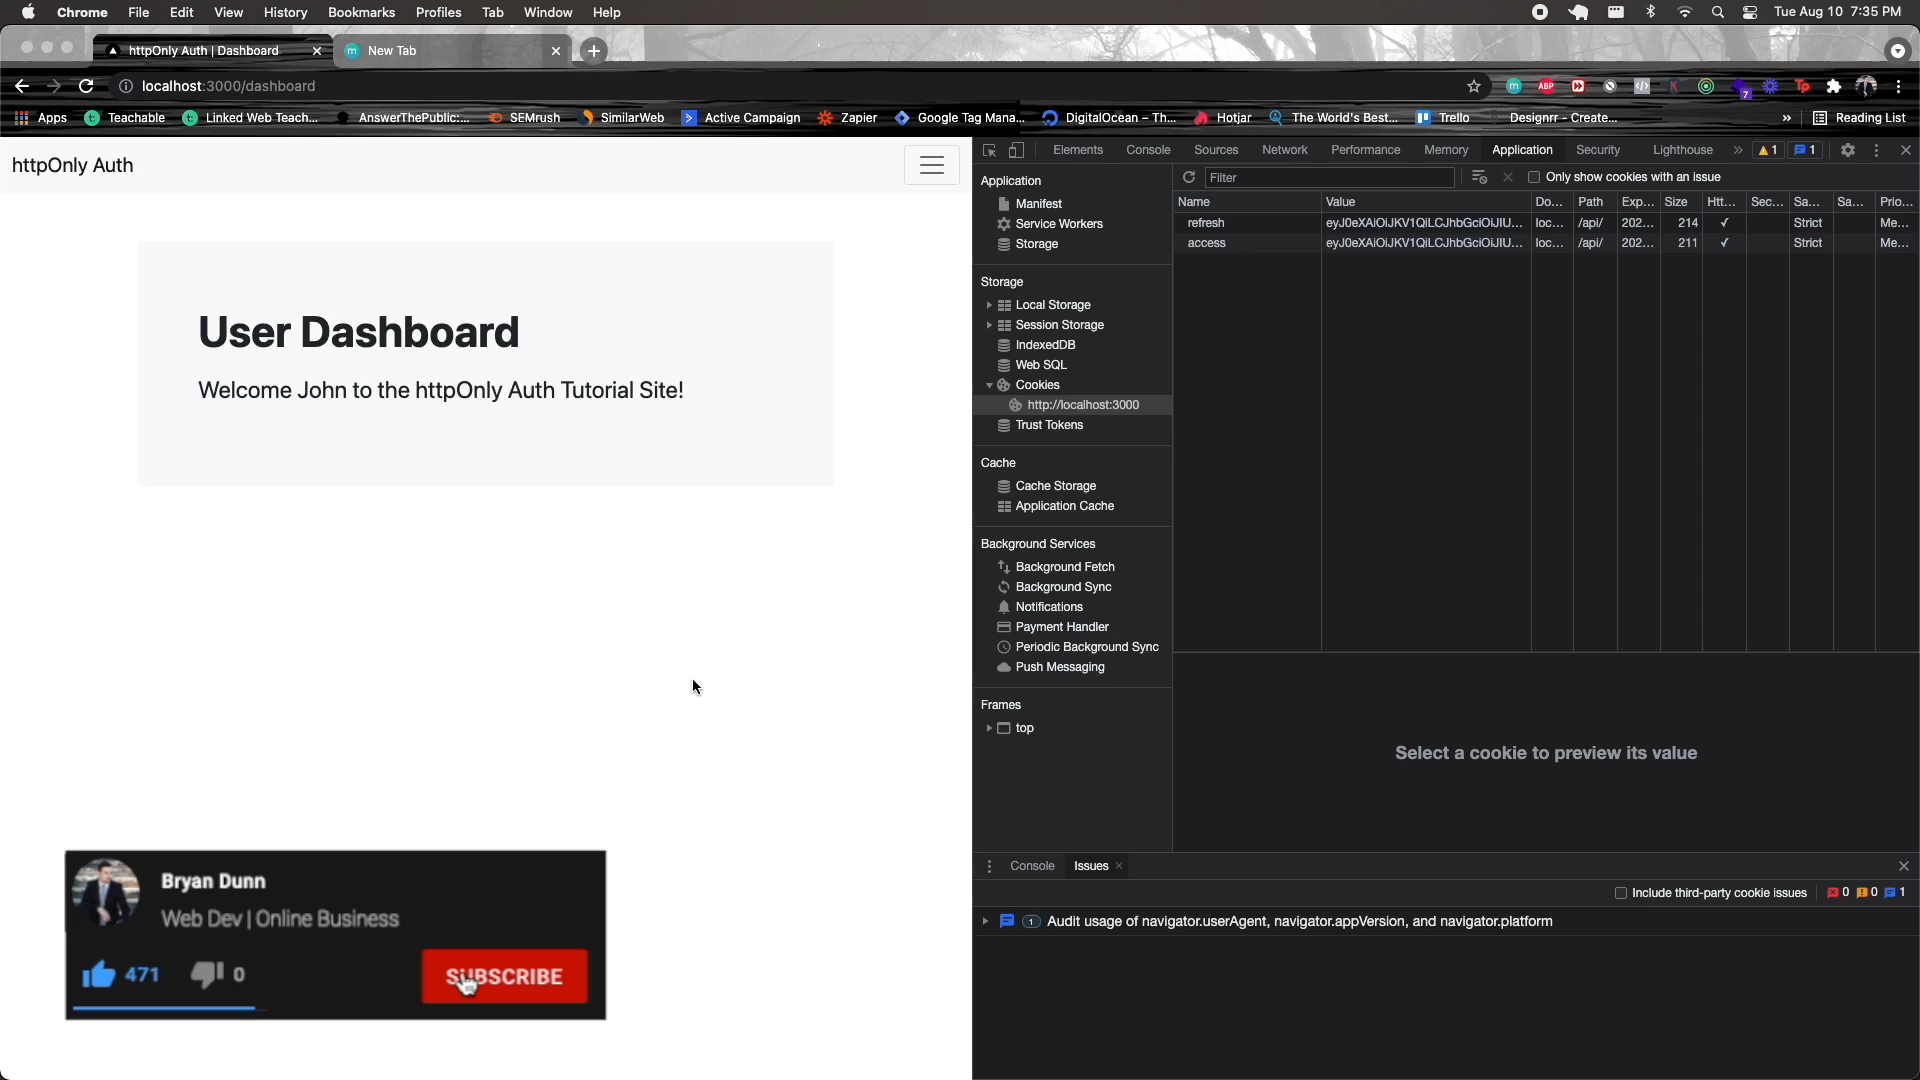 Chrome File Edit View History Bookmarks Profiles Tab Window Help Tue Aug 10 7:35 PM
httpOnly Auth | Dashboard New Tab
localhost:3000/dashboard
Apps Teachable Linked Web Teach... AnswerThePublic:... SEMrush SimilarWeb Active Campaign Zapier Google Tag Mana... DigitalOcean – Th... Hotjar The World's Best... Trello Designrr - Create... » Reading List
httpOnly Auth
User Dashboard
Welcome John to the httpOnly Auth Tutorial Site!
Bryan Dunn
Web Dev | Online Business
471 0 SUBSCRIBE
Elements Console Sources Network Performance Memory Application Security Lighthouse » 1 1
Application
Manifest
Service Workers
Storage
Storage
Local Storage
Session Storage
IndexedDB
Web SQL
Cookies
http://localhost:3000
Trust Tokens
Cache
Cache Storage
Application Cache
Background Services
Background Fetch
Background Sync
Notifications
Payment Handler
Periodic Background Sync
Push Messaging
Frames
top
Filter Only show cookies with an issue
Name Value Do... Path Exp... Size Htt... Sec... Sa... Sa... Prio...
refresh eyJ0eXAiOiJKV1QiLCJhbGciOiJIU... loc... /api/ 202... 214 ✓ Strict Me...
access eyJ0eXAiOiJKV1QiLCJhbGciOiJIU... loc... /api/ 202... 211 ✓ Strict Me...
Select a cookie to preview its value
Console Issues
Include third-party cookie issues 0 0 1
1 Audit usage of navigator.userAgent, navigator.appVersion, and navigator.platform